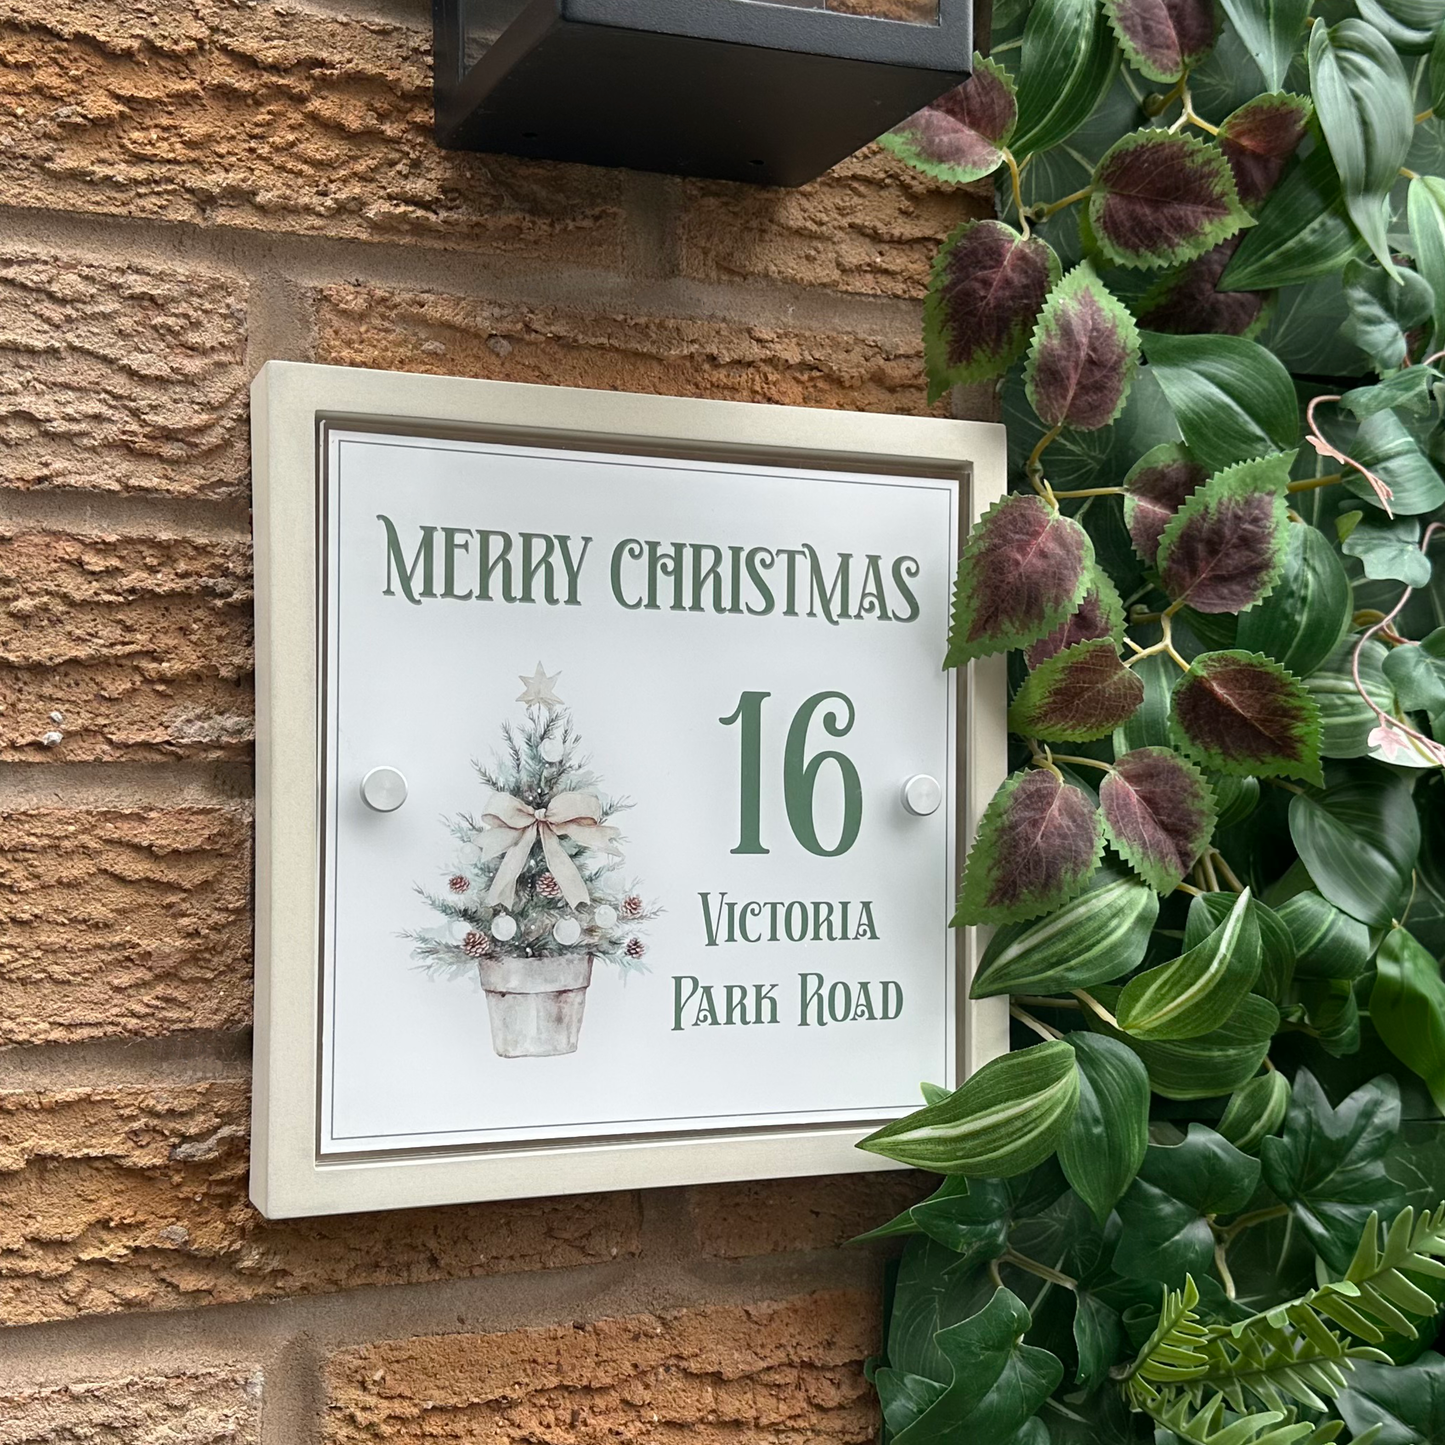 MERRY CHRISTMAS
16
VICTORIA
PARK ROAD